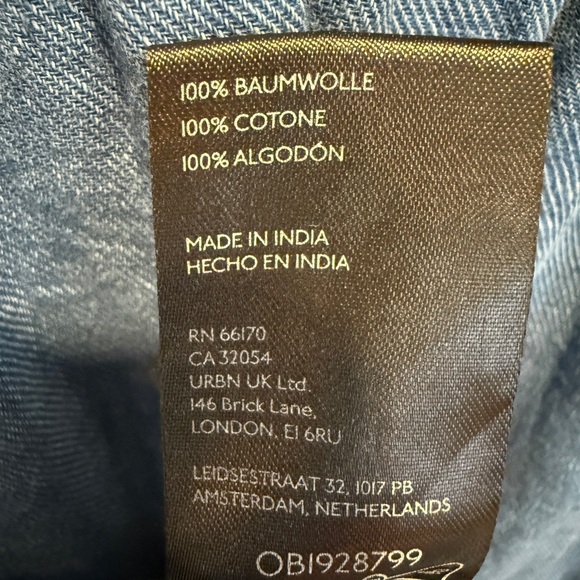 100% BAUMWOLLE
100% COTONE
100% ALGODÓN
MADE IN INDIA
HECHO EN INDIA
RN 66170
CA 32054
URBN UK Ltd.
146 Brick Lane,
LONDON, E1 6RU
LEIDSESTRAAT 32, 1017 PB
AMSTERDAM, NETHERLANDS
OB1928799